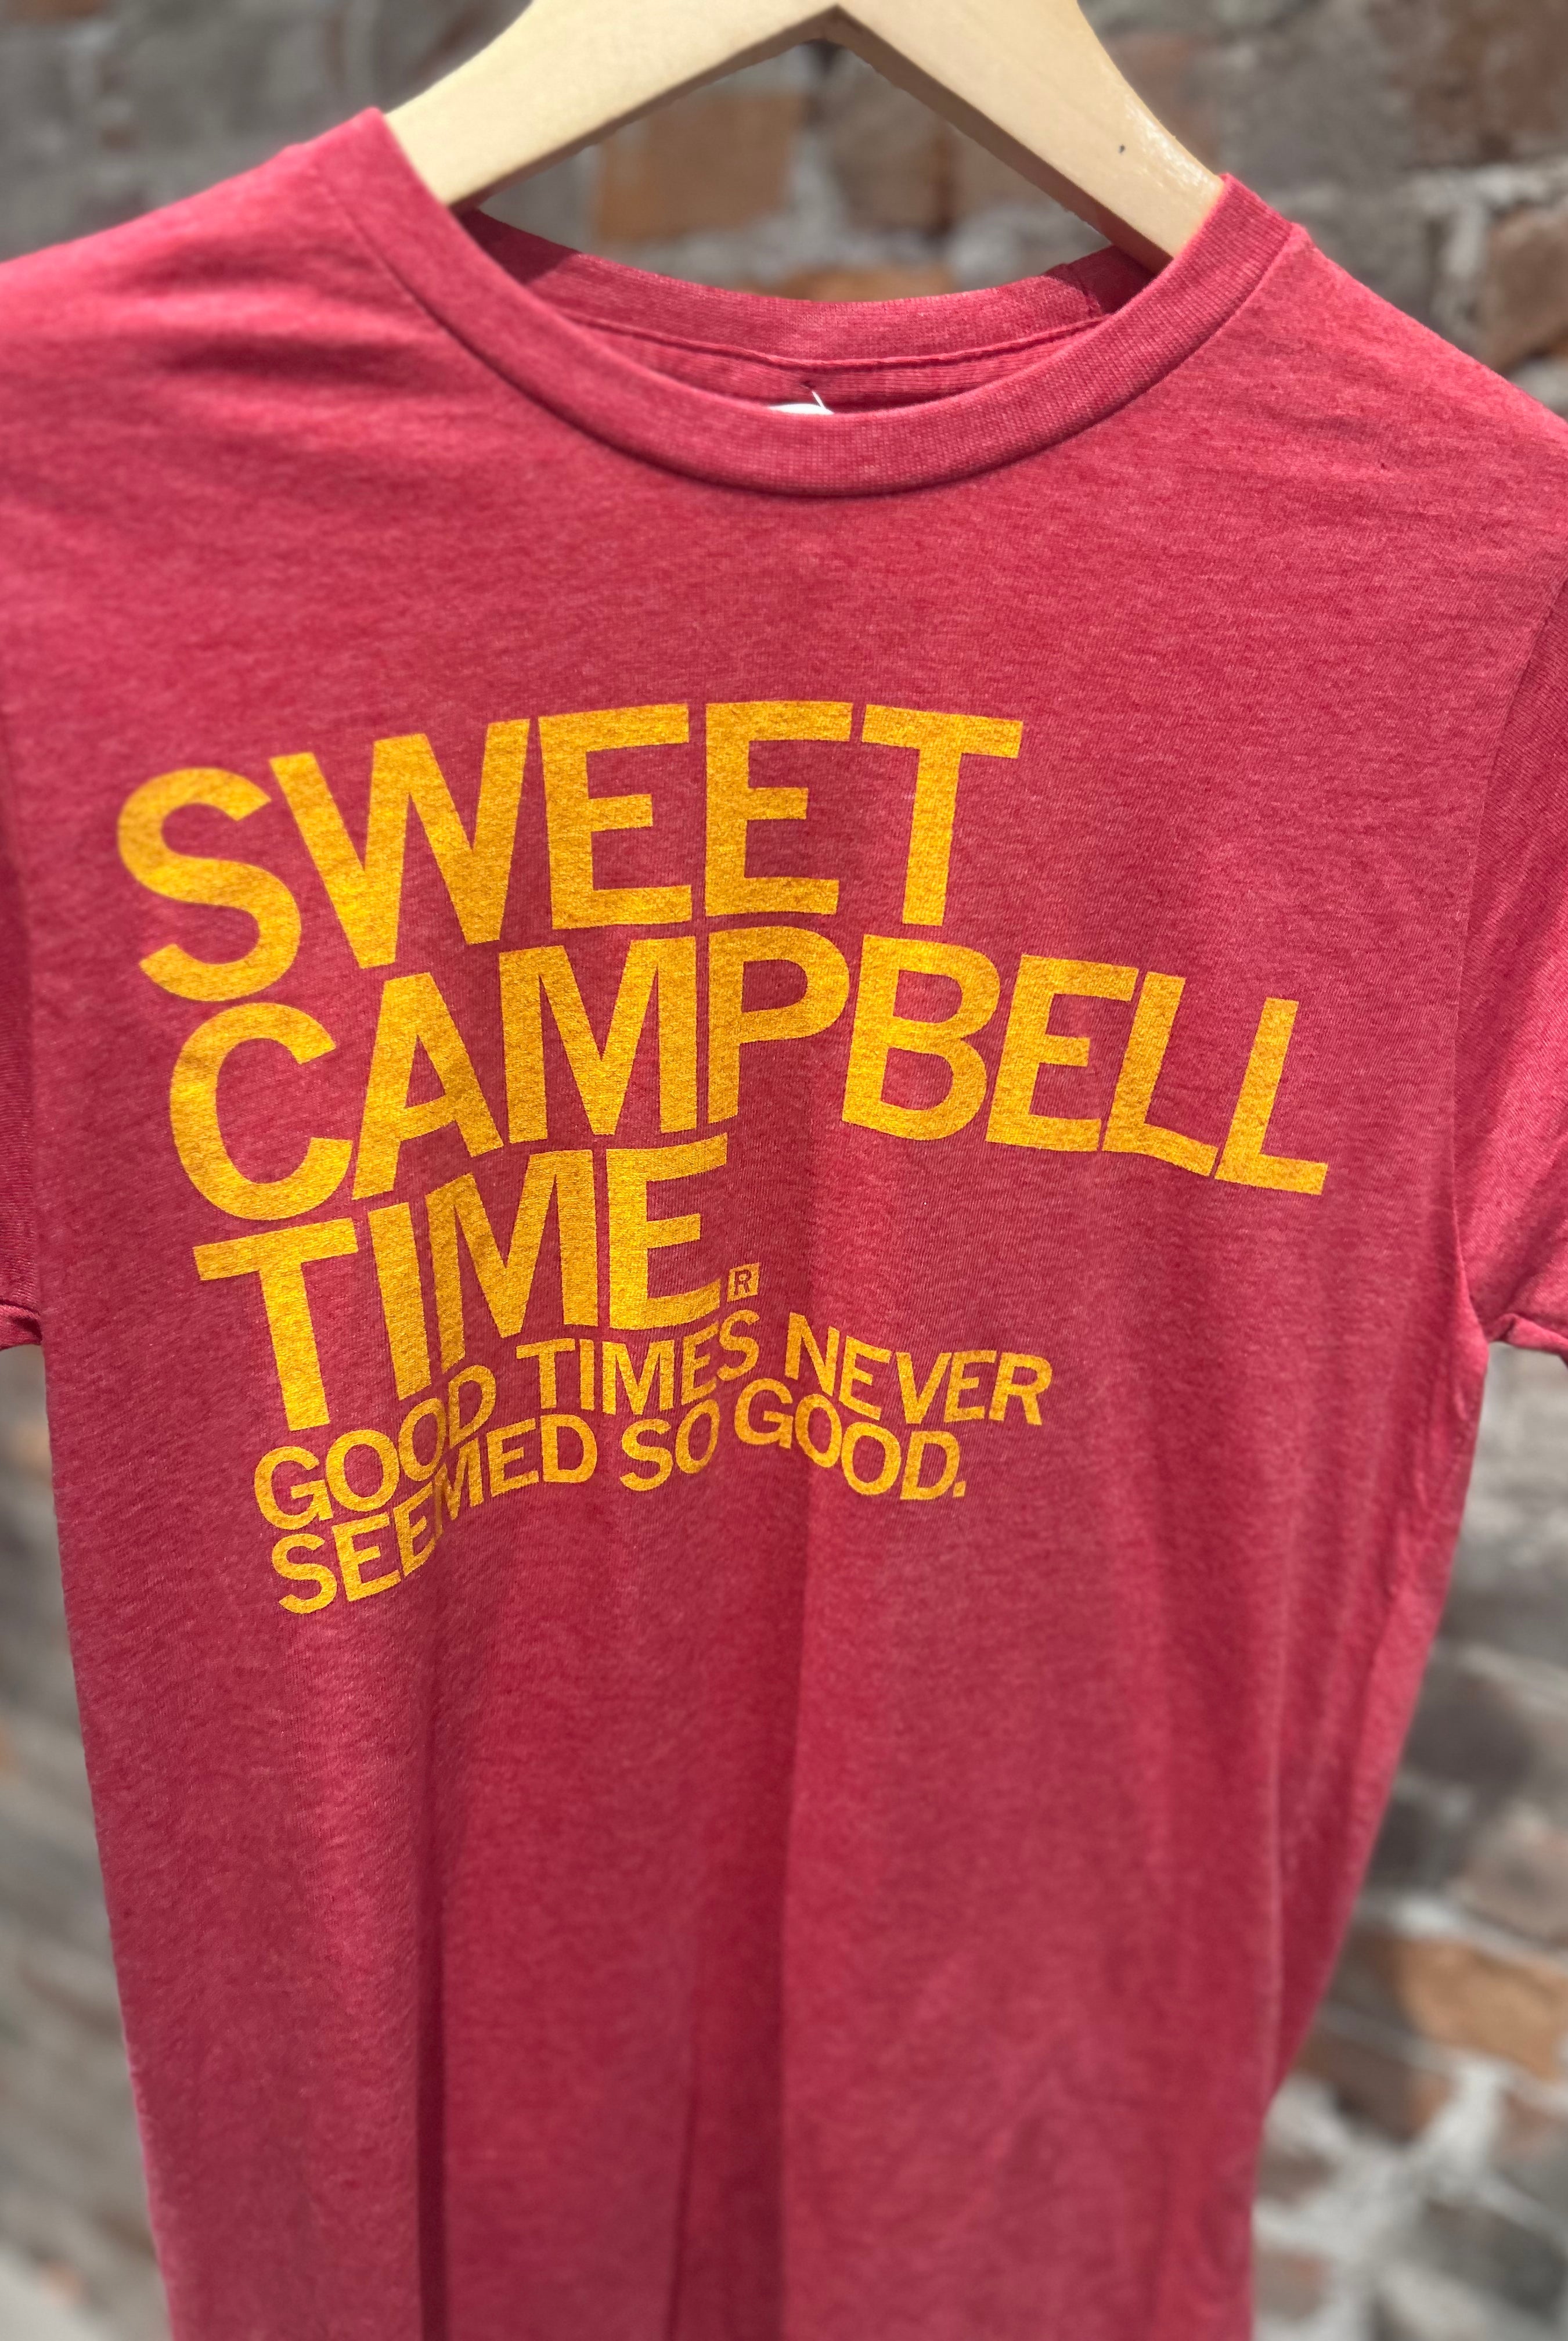 SWEET
CAMPBELL
TIME. R
GOOD TIMES NEVER
SEEMED SO GOOD.